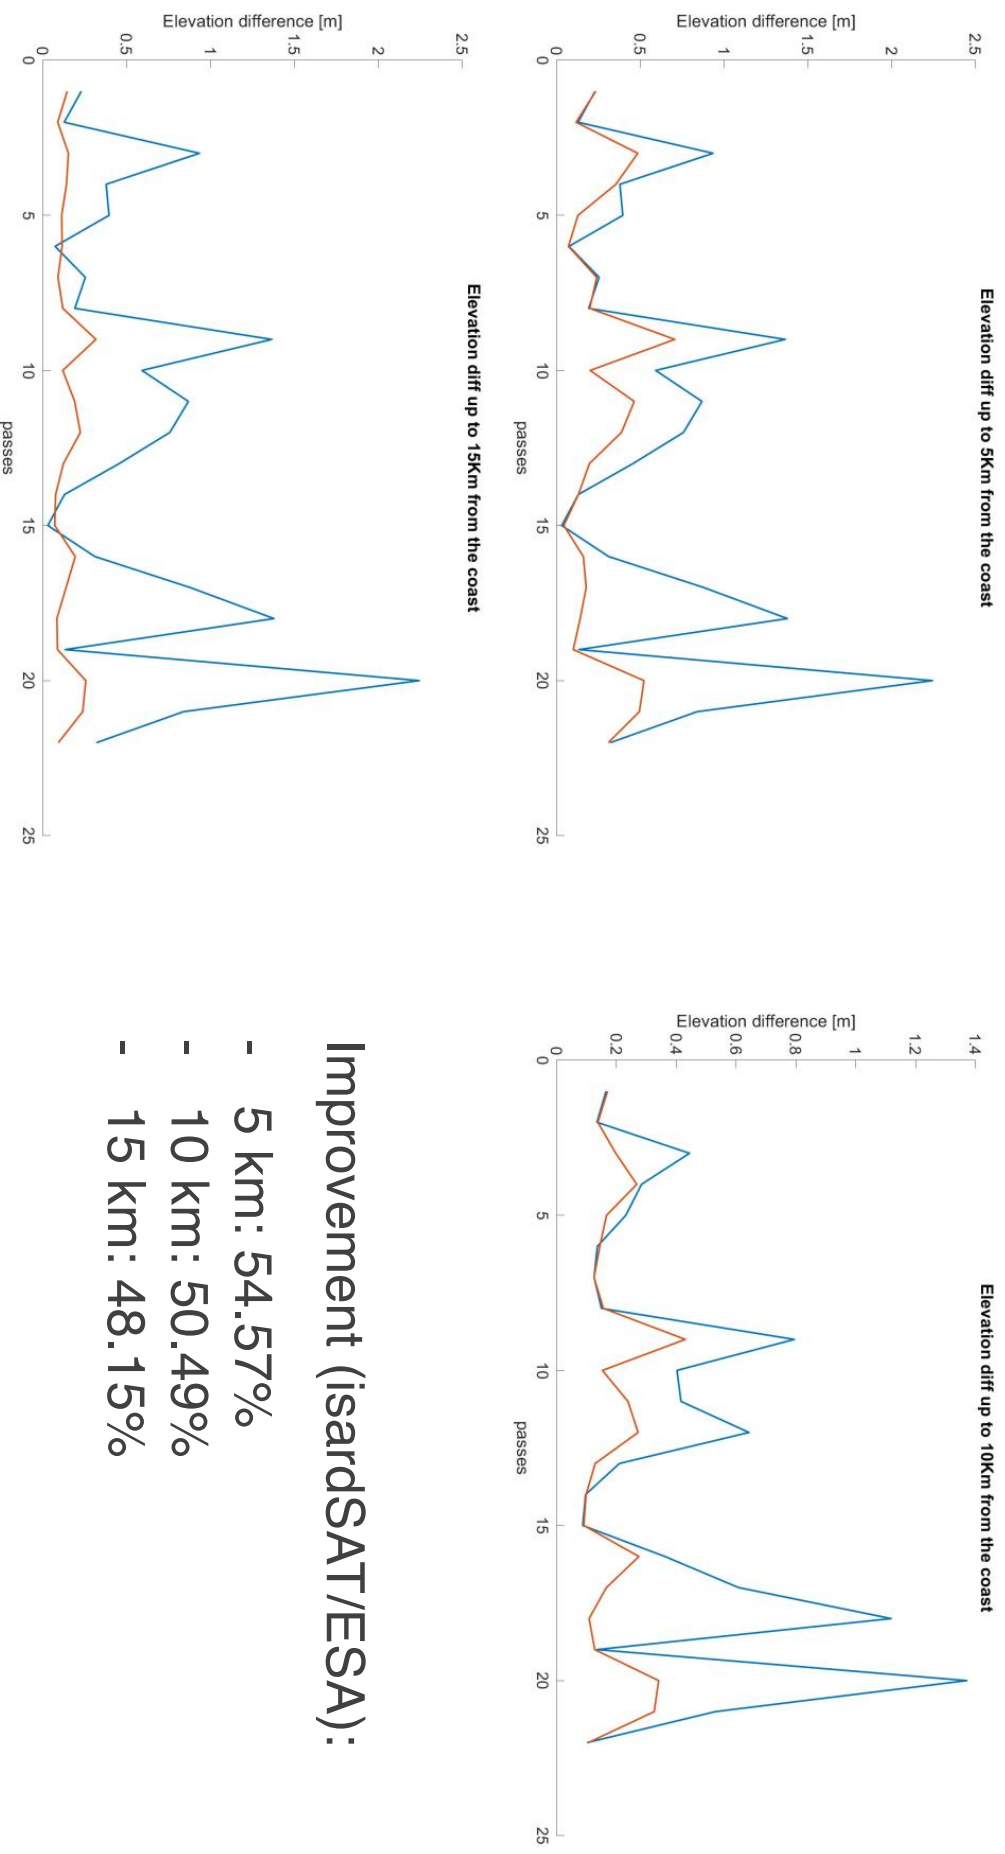 Elevation diff up to 5Km from the coast
2.5
2
1.5
1
0.5
0
Elevation difference [m]
0 5 10 15 20 25
passes
Elevation diff up to 10Km from the coast
1.4
1.2
1
0.8
0.6
0.4
0.2
0
Elevation difference [m]
0 5 10 15 20 25
passes
Elevation diff up to 15Km from the coast
2.5
2
1.5
1
0.5
0
Elevation difference [m]
0 5 10 15 20 25
passes
Improvement (isardSAT/ESA):
- 5 km: 54.57%
- 10 km: 50.49%
- 15 km: 48.15%